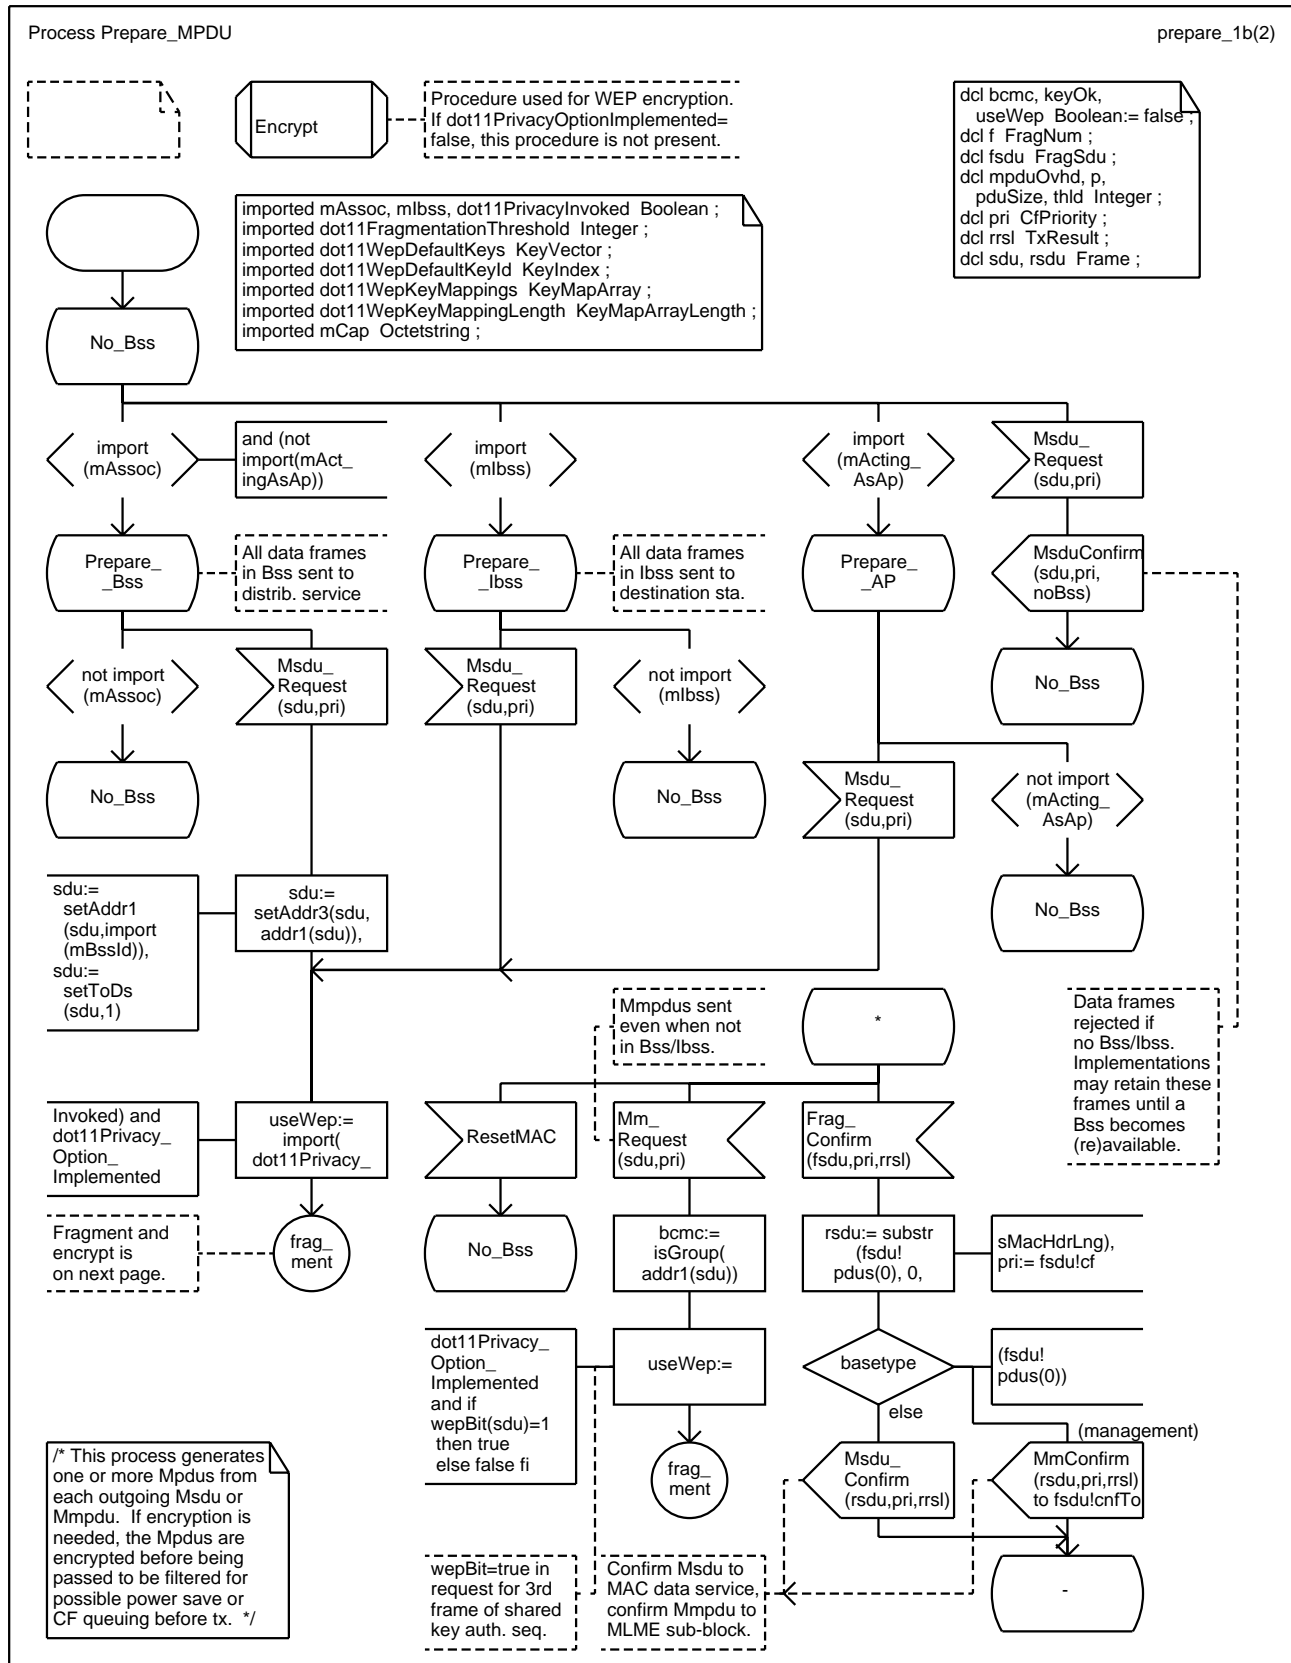 Process Prepare_MPDU
prepare_1b(2)
Encrypt
Procedure used for WEP encryption.
If dot11PrivacyOptionImplemented=
false, this procedure is not present.
dcl bcmc, keyOk,
useWep Boolean:= false ;
dcl f FragNum ;
dcl fsdu FragSdu ;
dcl mpduOvhd, p,
pduSize, thld Integer ;
dcl pri CfPriority ;
dcl rrsl TxResult ;
dcl sdu, rsdu Frame ;
imported mAssoc, mIbss, dot11PrivacyInvoked Boolean ;
imported dot11FragmentationThreshold Integer ;
imported dot11WepDefaultKeys KeyVector ;
imported dot11WepDefaultKeyId KeyIndex ;
imported dot11WepKeyMappings KeyMapArray ;
imported dot11WepKeyMappingLength KeyMapArrayLength ;
imported mCap Octetstring ;
No_Bss
import
(mAssoc)
and (not
import(mAct_
ingAsAp))
import
(mIbss)
import
(mActing_
AsAp)
Msdu_
Request
(sdu,pri)
Prepare_
_Bss
All data frames
in Bss sent to
distrib. service
Prepare_
_Ibss
All data frames
in Ibss sent to
destination sta.
Prepare_
_AP
MsduConfirm
(sdu,pri,
noBss)
not import
(mAssoc)
Msdu_
Request
(sdu,pri)
Msdu_
Request
(sdu,pri)
not import
(mIbss)
No_Bss
No_Bss
No_Bss
Msdu_
Request
(sdu,pri)
not import
(mActing_
AsAp)
No_Bss
sdu:=
setAddr1
(sdu,import
(mBssId)),
sdu:=
setToDs
(sdu,1)
sdu:=
setAddr3(sdu,
addr1(sdu)),
Mmpdus sent
even when not
in Bss/Ibss.
*
Data frames
rejected if
no Bss/Ibss.
Implementations
may retain these
frames until a
Bss becomes
(re)available.
Invoked) and
dot11Privacy_
Option_
Implemented
useWep:=
import(
dot11Privacy_
ResetMAC
Mm_
Request
(sdu,pri)
Frag_
Confirm
(fsdu,pri,rrsl)
Fragment and
encrypt is
on next page.
frag_
ment
No_Bss
bcmc:=
isGroup(
addr1(sdu))
rsdu:= substr
(fsdu!
pdus(0), 0,
sMacHdrLng),
pri:= fsdu!cf
dot11Privacy_
Option_
Implemented
and if
wepBit(sdu)=1
then true
else false fi
useWep:=
basetype
(fsdu!
pdus(0))
else
(management)
/* This process generates
one or more Mpdus from
each outgoing Msdu or
Mmpdu. If encryption is
needed, the Mpdus are
encrypted before being
passed to be filtered for
possible power save or
CF queuing before tx. */
frag_
ment
Msdu_
Confirm
(rsdu,pri,rrsl)
MmConfirm
(rsdu,pri,rrsl)
to fsdu!cnfTo
wepBit=true in
request for 3rd
frame of shared
key auth. seq.
Confirm Msdu to
MAC data service,
confirm Mmpdu to
MLME sub-block.
-